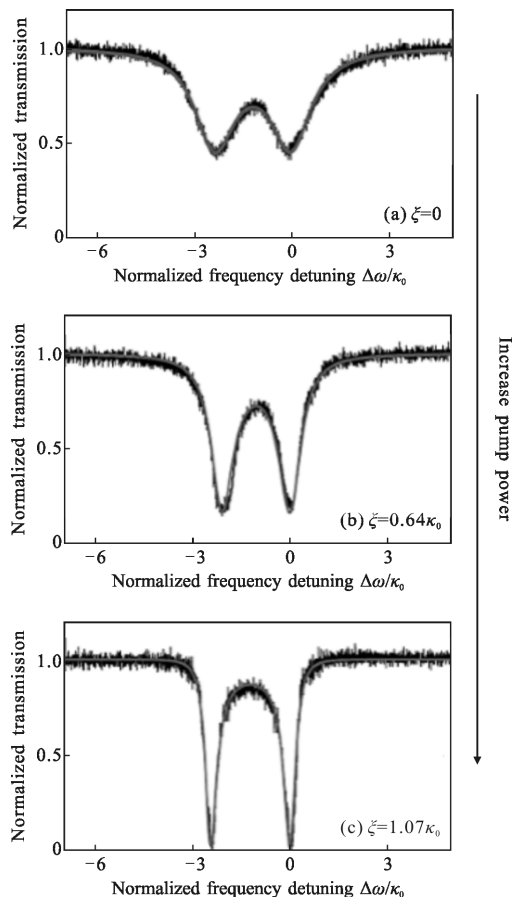 Normalized transmission
1.0
0.5
0
−6
−3
0
3
(a) ξ=0
Normalized frequency detuning Δω/κ₀
Normalized transmission
1.0
0.5
0
−6
−3
0
3
(b) ξ=0.64κ₀
Normalized frequency detuning Δω/κ₀
Normalized transmission
1.0
0.5
0
−6
−3
0
3
(c) ξ=1.07κ₀
Normalized frequency detuning Δω/κ₀
Increase pump power